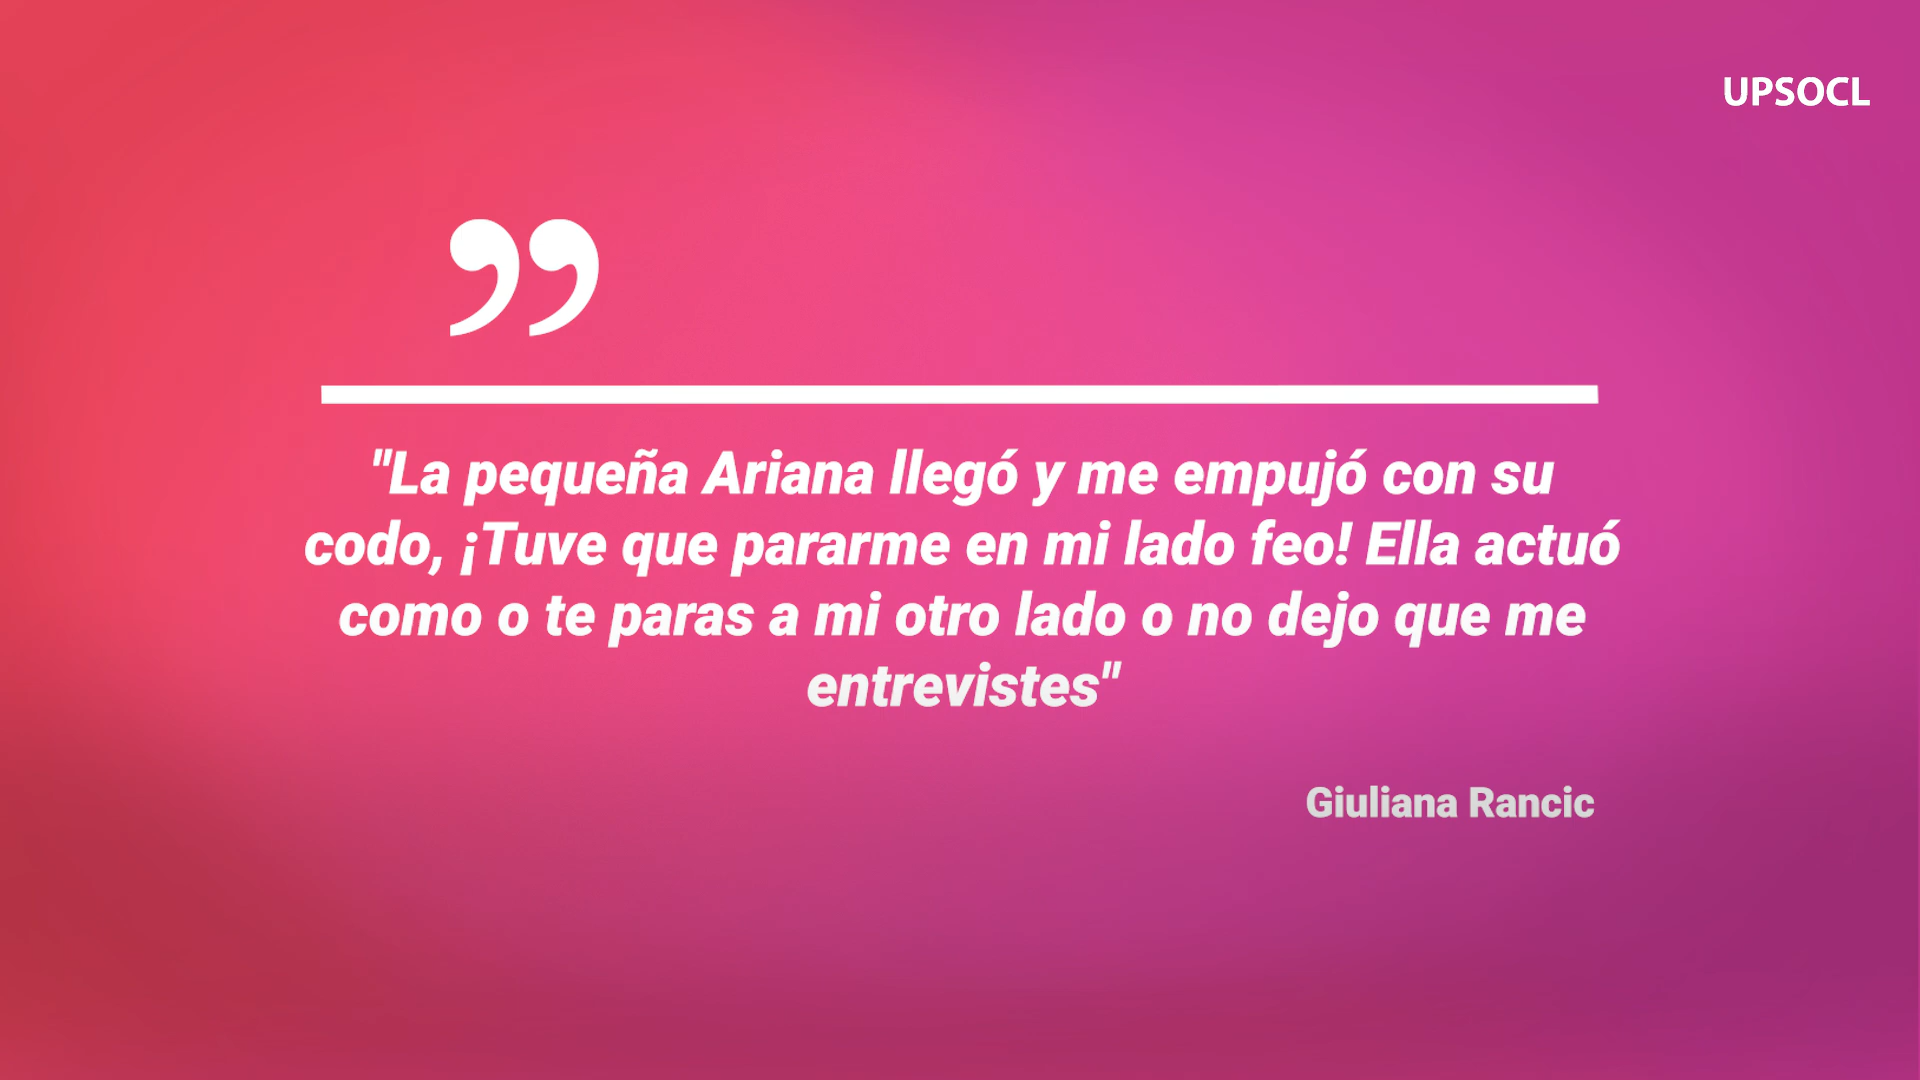 UPSOCL
”
"La pequeña Ariana llegó y me empujó con su
codo, ¡Tuve que pararme en mi lado feo! Ella actuó
como o te paras a mi otro lado o no dejo que me
entrevistes"
Giuliana Rancic